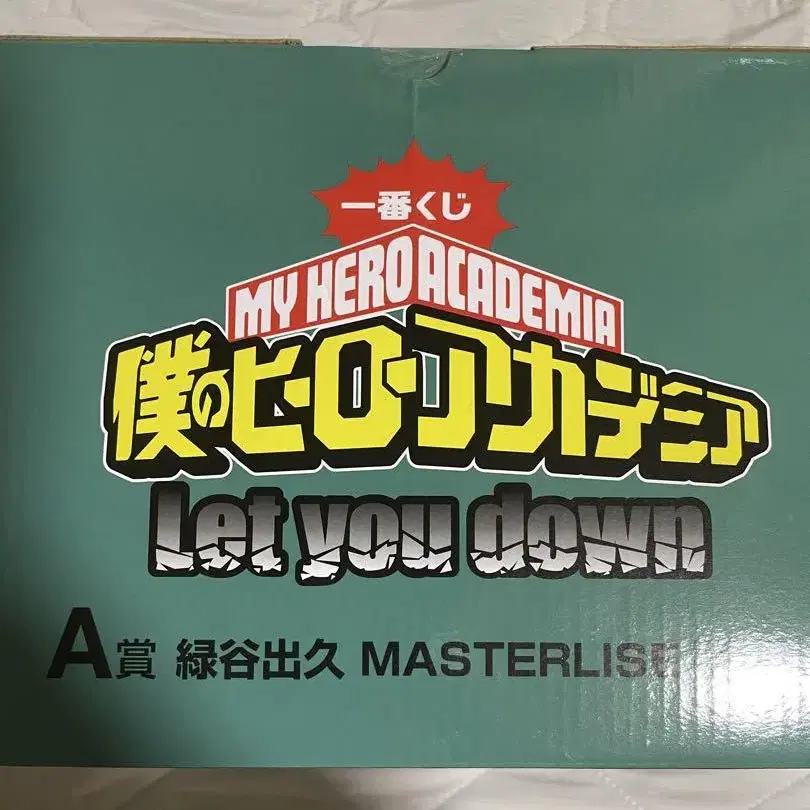 一番くじ
MY HERO ACADEMIA
僕のヒーローアカデミア
Let you down
A賞 緑谷出久 MASTERLISE